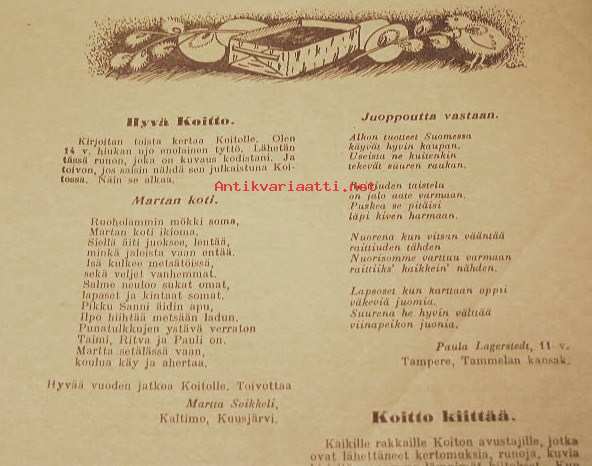 Hyvä Koitto.
Kirjoitan toista kertaa Koitolle. Olen
14 v. hiukan ujo enolainen tyttö. Lähetän
tässä runon, joka on kuvaus kodistani. Ja
toivon, jos saisin nähdä sen julkaistuna Koi-
tossa. Näin se alkaa.
Martan koti.
Ruoholammin mökki soma,
Martan koti ikioma.
Siellä äiti juoksee, lentää,
minkä jaloista vaan entää.
Isä kulkee metsätöissä,
sekä veljet vanhemmat.
Salme neuloo sukat omat,
lapaset ja kintaat somat.
Pikku Sanni äidin apu,
Ilpo hiihtää metsään ladun.
Punatulkkujen ystävä verraton
Taimi, Ritva ja Pauli on.
Martta setälässä vaan,
koulua käy ja ahertaa.
Hyvää vuoden jatkoa Koitolle. Toivottaa
Martta Soikkeli,
Kaltimo, Kuusjärvi.
Juoppoutta vastaan.
Alkon tuotteet Suomessa
käyvät hyvin kaupan.
Useista ne kuitenkin
tekevät suuren raukan.
Antikvariaatti.net
Raittiuden taistelu
on jalo aate varmaan.
Puskea se pitäisi
läpi kiven harmaan.
Nuorena kun vitsan vääntää
raittiuden tähden
Nuorisomme varttuu varmaan
raittiiks' kaikkein' nähden.
Lapsoset kun karttaan oppii
väkeviä juomia.
Suurena he hyvin välttää
viinapeikon juonia.
Paula Lagerstedt, 11 v.
Tampere, Tammelan kansak.
Koitto kiittää.
Kaikille rakkaille Koiton avustajille, jotka
ovat lähettäneet kertomuksia, runoja, kuvia